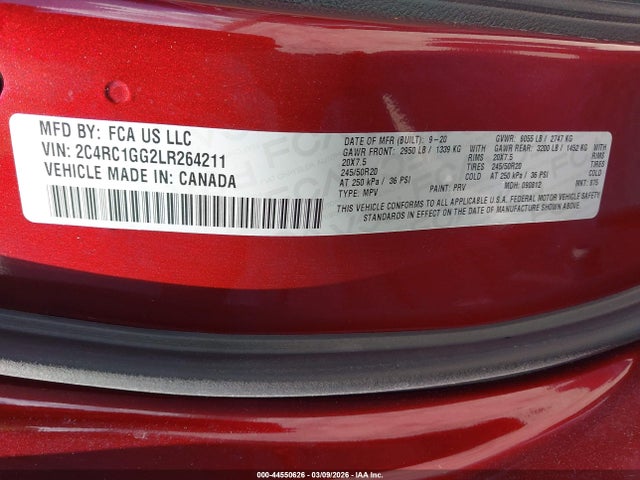 MFD BY: FCA US LLC
VIN: 2C4RC1GG2LR264211
VEHICLE MADE IN: CANADA
DATE OF MFR (BUILT): 9-20
GVWR: 6055 LB / 2747 KG
GAWR FRONT: 2950 LB / 1339 KG
GAWR REAR: 3200 LB / 1452 KG
20X7.5 RIMS 20X7.5 RIMS
245/50R20 TIRES 245/50R20 TIRES
AT 250 kPa / 36 PSI COLD AT 250 kPa / 36 PSI COLD
TYPE: MPV PAINT: PRV MDH: 090812 MKT: 875
THIS VEHICLE CONFORMS TO ALL APPLICABLE U.S.A. FEDERAL MOTOR VEHICLE SAFETY
STANDARDS IN EFFECT ON THE DATE OF MANUFACTURE SHOWN ABOVE.
000-44550626 - 03/09/2026 - IAA Inc.